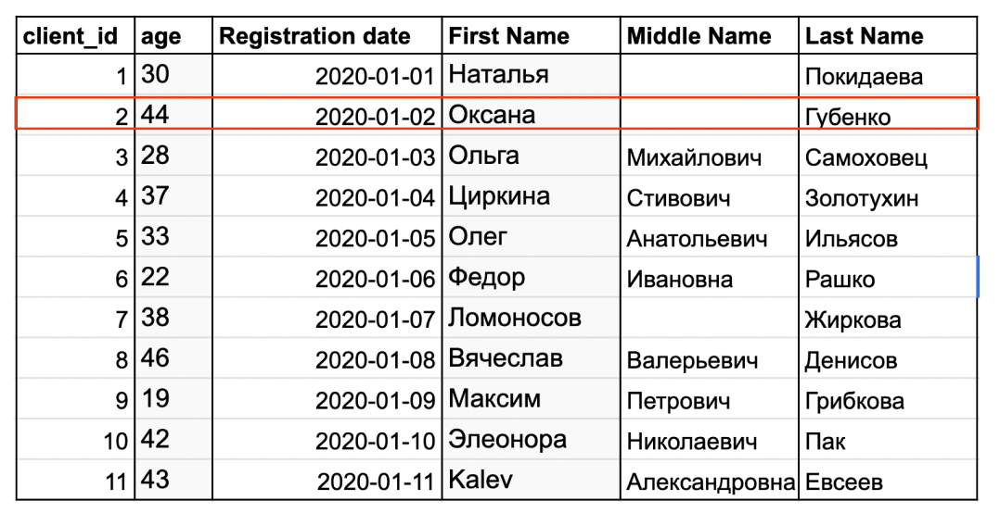 client_id age Registration date First Name Middle Name Last Name
1 30 2020-01-01 Наталья Покидаева
2 44 2020-01-02 Оксана Губенко
3 28 2020-01-03 Ольга Михайлович Самоховец
4 37 2020-01-04 Циркина Стивович Золотухин
5 33 2020-01-05 Олег Анатольевич Ильясов
6 22 2020-01-06 Федор Ивановна Рашко
7 38 2020-01-07 Ломоносов Жиркова
8 46 2020-01-08 Вячеслав Валерьевич Денисов
9 19 2020-01-09 Максим Петрович Грибкова
10 42 2020-01-10 Элеонора Николаевич Пак
11 43 2020-01-11 Kalev Александровна Евсеев